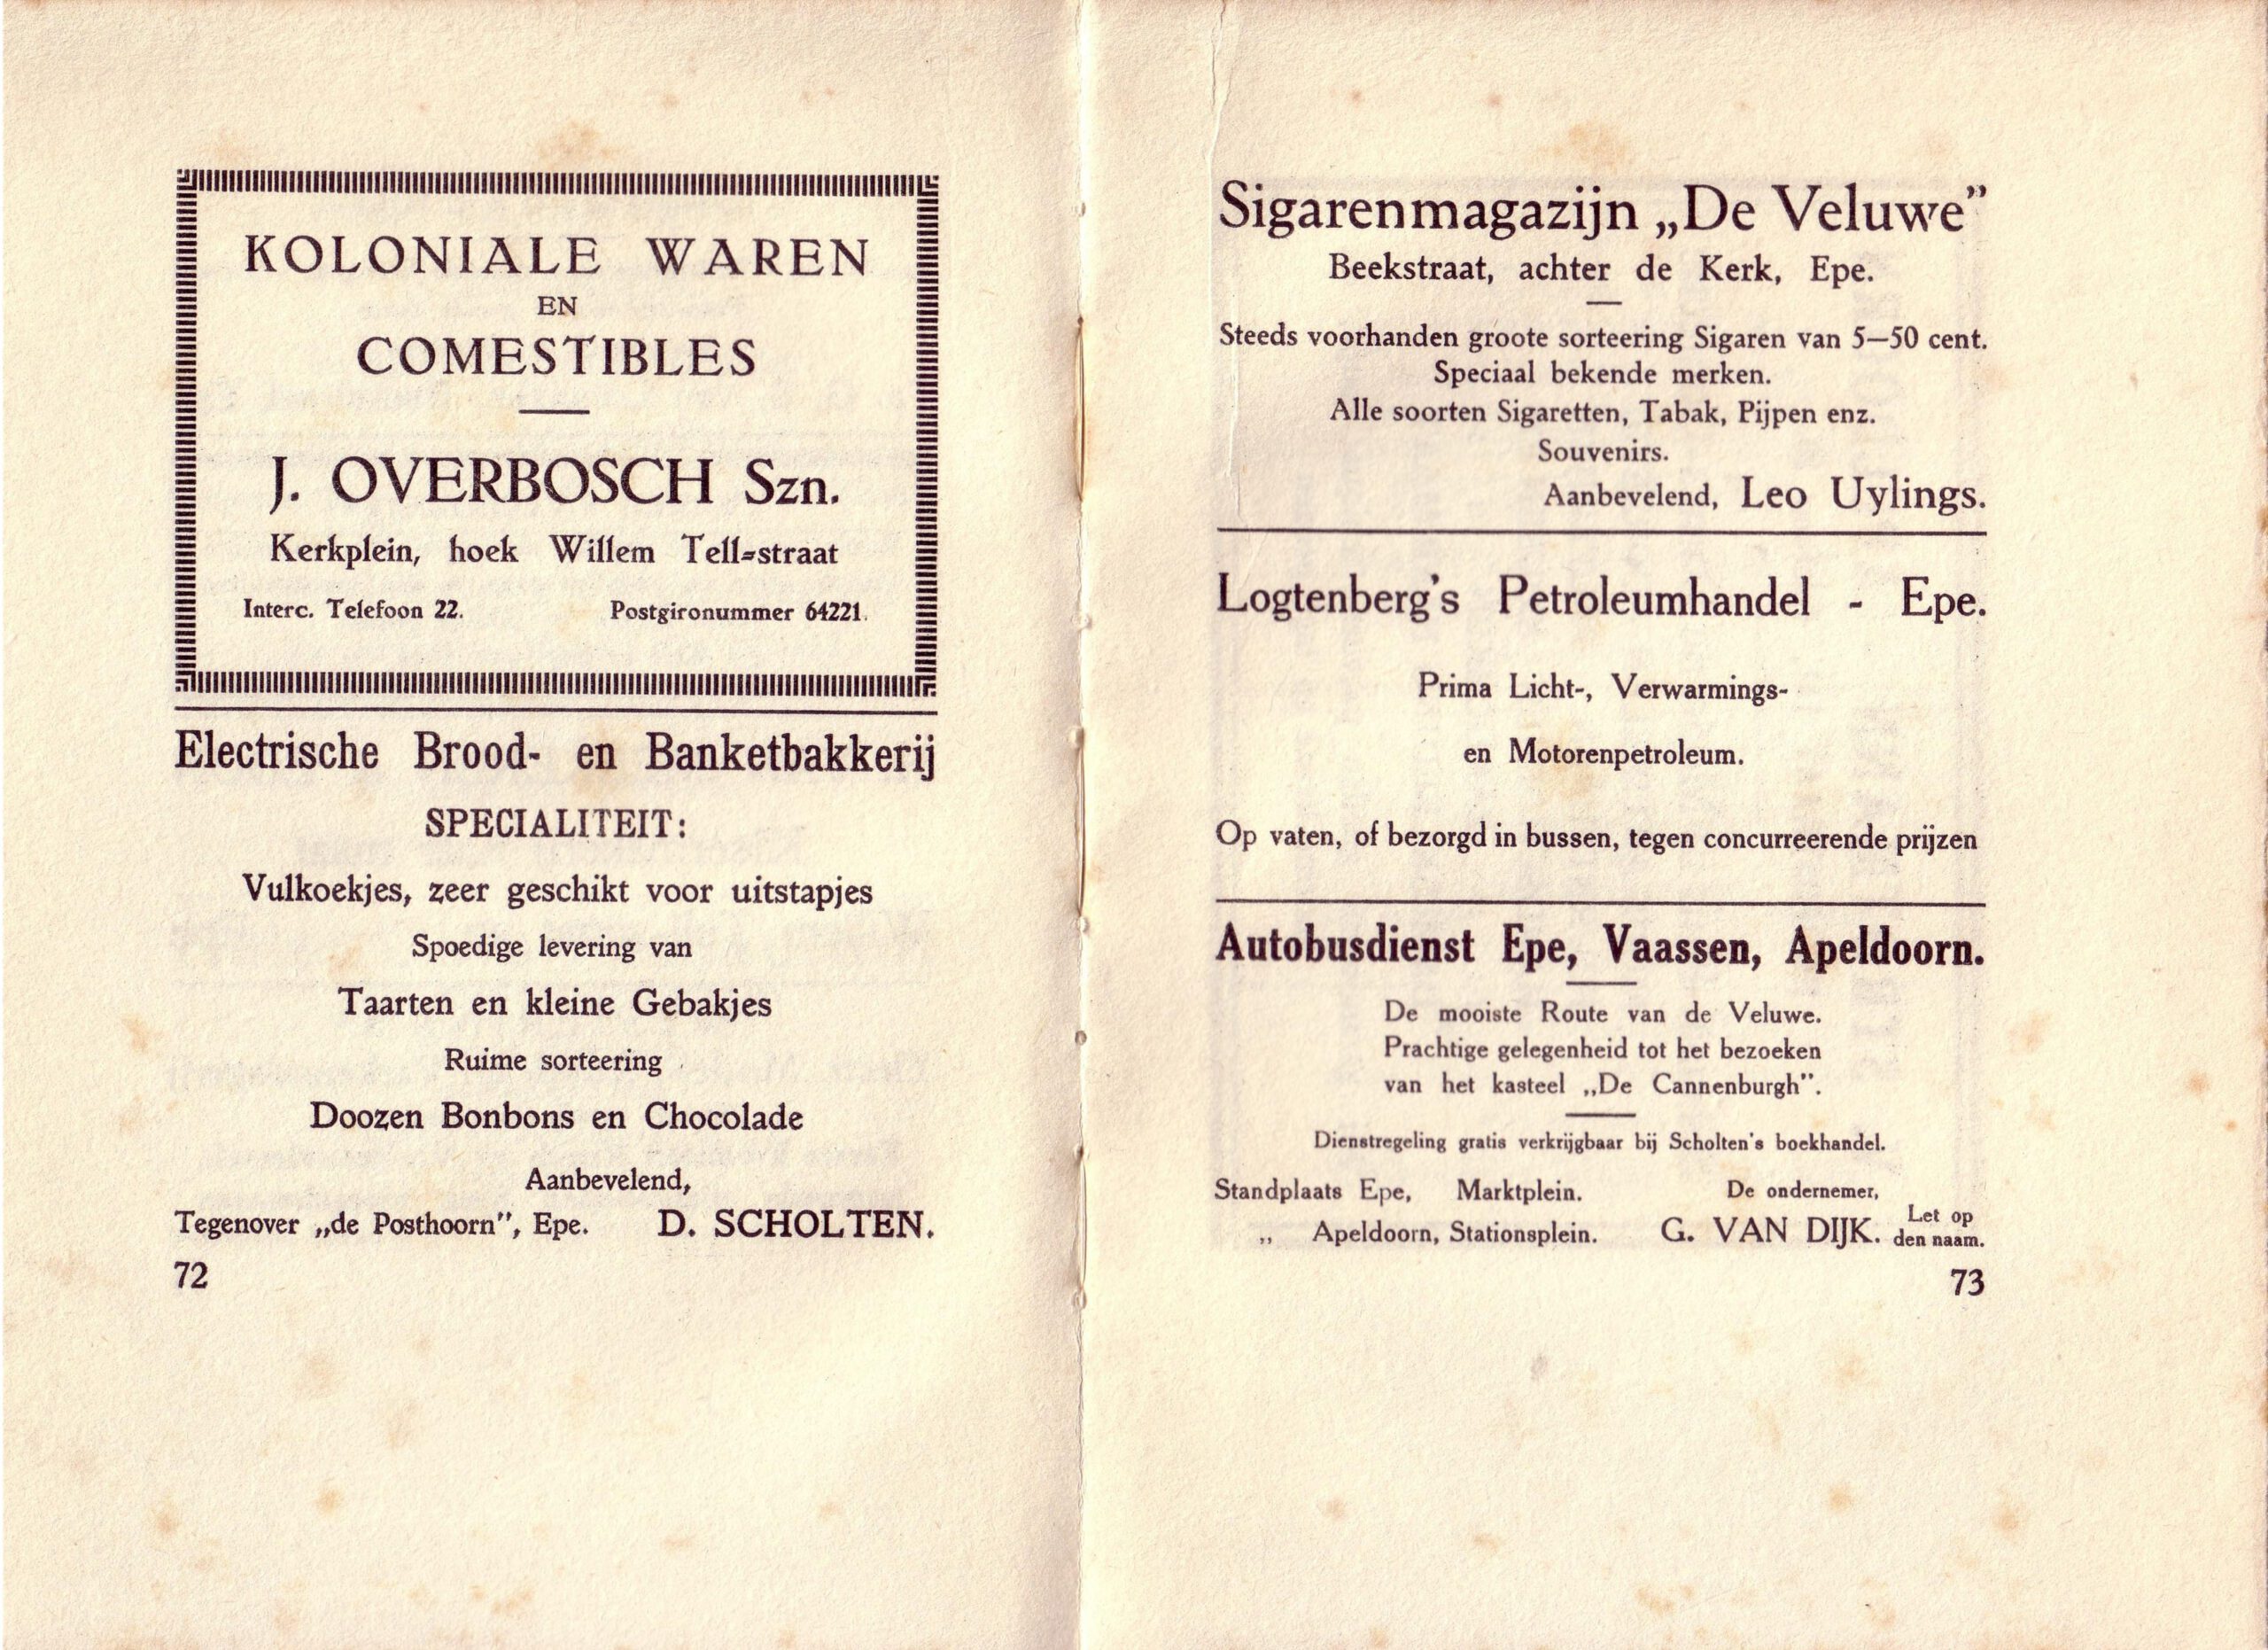 KOLONIALE WAREN
EN
COMESTIBLES
J. OVERBOSCH Szn.
Kerkplein, hoek Willem Tell=straat
Interc. Telefoon 22. Postgironummer 64221.
Electrische Brood- en Banketbakkerij
SPECIALITEIT:
Vulkoekjes, zeer geschikt voor uitstapjes
Spoedige levering van
Taarten en kleine Gebakjes
Ruime sorteering
Doozen Bonbons en Chocolade
Aanbevelend,
Tegenover „de Posthoorn”, Epe. D. SCHOLTEN.
72
Sigarenmagazijn „De Veluwe”
Beekstraat, achter de Kerk, Epe.
Steeds voorhanden groote sorteering Sigaren van 5—50 cent.
Speciaal bekende merken.
Alle soorten Sigaretten, Tabak, Pijpen enz.
Souvenirs.
Aanbevelend, Leo Uylings.
Logtenberg's Petroleumhandel - Epe.
Prima Licht-, Verwarmings-
en Motorenpetroleum.
Op vaten, of bezorgd in bussen, tegen concurreerende prijzen
Autobusdienst Epe, Vaassen, Apeldoorn.
De mooiste Route van de Veluwe.
Prachtige gelegenheid tot het bezoeken
van het kasteel „De Cannenburgh”.
Dienstregeling gratis verkrijgbaar bij Scholten's boekhandel.
Standplaats Epe, Marktplein. De ondernemer,
„ Apeldoorn, Stationsplein. G. VAN DIJK. Let op
den naam.
73